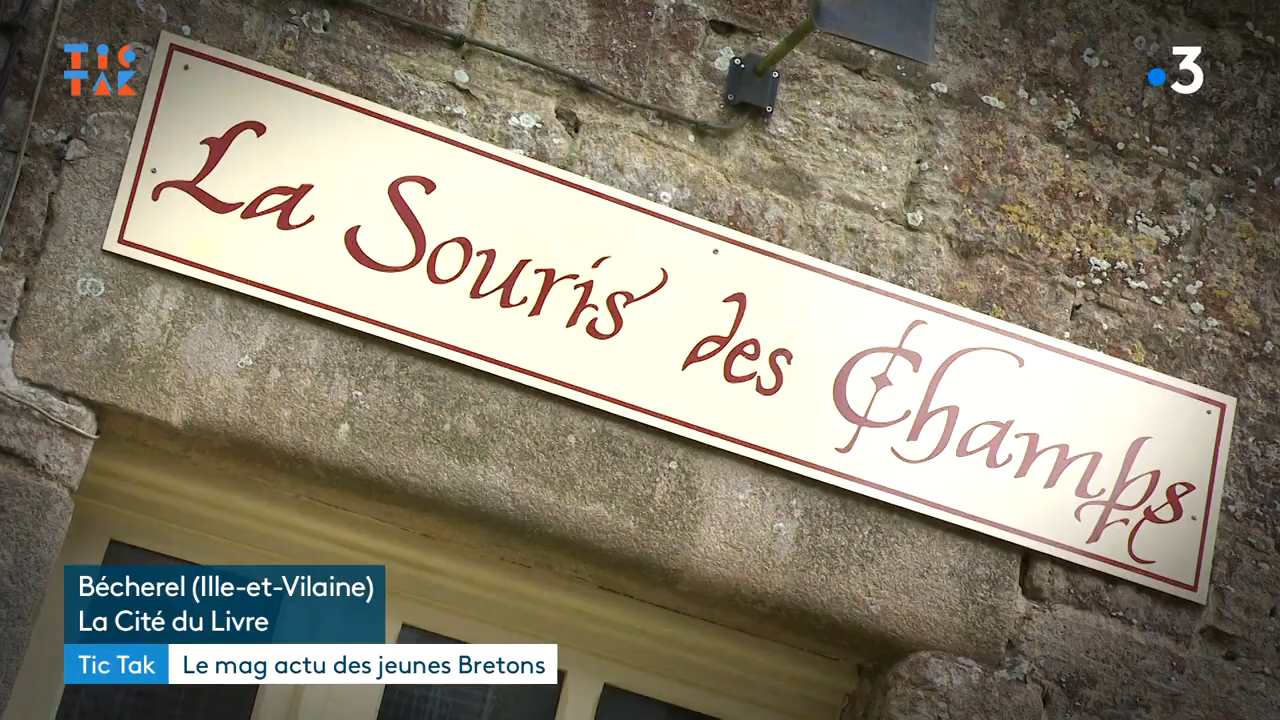 TIC
TAK
3
La Souris des Champs
Bécherel (Ille-et-Vilaine)
La Cité du Livre
Tic Tak Le mag actu des jeunes Bretons